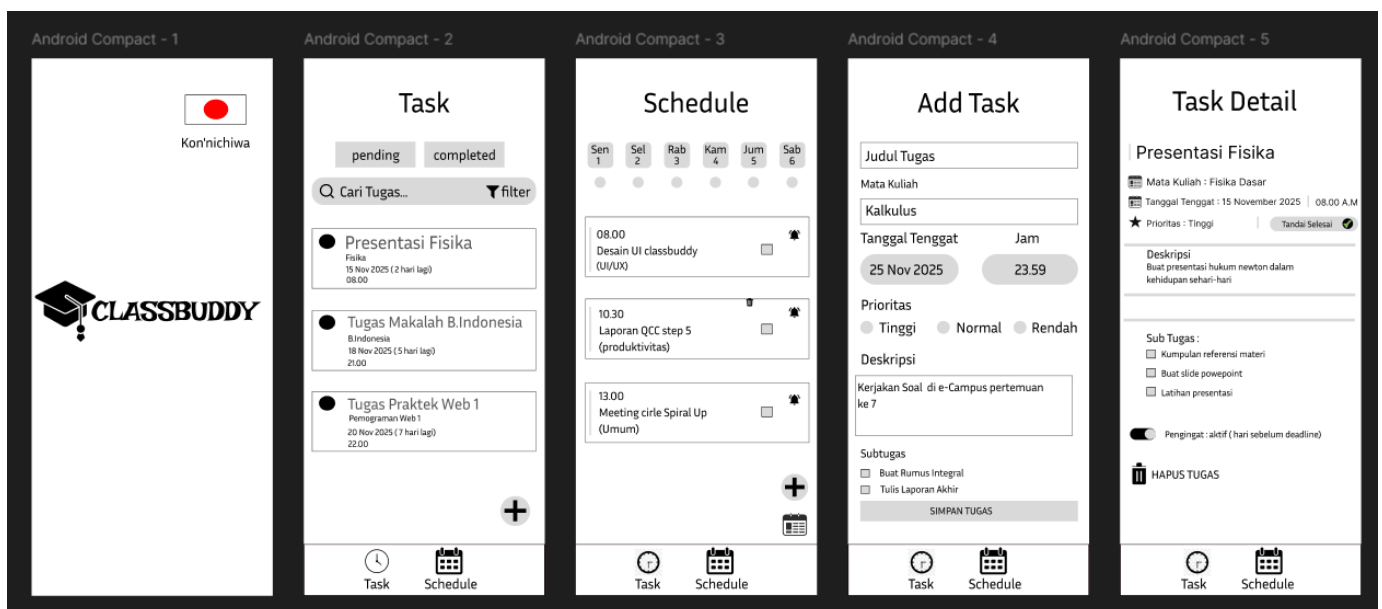 Android Compact - 1
Kon'nichiwa
CLASSBUDDY
Android Compact - 2
Task
pending
completed
Cari Tugas...
filter
Presentasi Fisika
Fisika
15 Nov 2025 ( 2 hari lagi)
08.00
Tugas Makalah B.Indonesia
B.Indonesia
18 Nov 2025 ( 5 hari lagi)
21.00
Tugas Praktek Web 1
Pemograman Web 1
20 Nov 2025 ( 7 hari lagi)
22.00
Task
Schedule
Android Compact - 3
Schedule
Sen Sel Rab Kam Jum Sab
1 2 3 4 5 6
08.00
Desain UI classbuddy
(UI/UX)
10.30
Laporan QCC step 5
(produktivitas)
13.00
Meeting cirle Spiral Up
(Umum)
Task
Schedule
Android Compact - 4
Add Task
Judul Tugas
Mata Kuliah
Kalkulus
Tanggal Tenggat
Jam
25 Nov 2025
23.59
Prioritas
Tinggi
Normal
Rendah
Deskripsi
Kerjakan Soal di e-Campus pertemuan
ke 7
Subtugas
Buat Rumus Integral
Tulis Laporan Akhir
SIMPAN TUGAS
Task
Schedule
Android Compact - 5
Task Detail
Presentasi Fisika
Mata Kuliah : Fisika Dasar
Tanggal Tenggat : 15 November 2025
08.00 A.M
Prioritas : Tinggi
Tandai Selesai
Deskripsi
Buat presentasi hukum newton dalam
kehidupan sehari-hari
Sub Tugas :
Kumpulan referensi materi
Buat slide powepoint
Latihan presentasi
Pengingat : aktif ( hari sebelum deadline)
HAPUS TUGAS
Task
Schedule